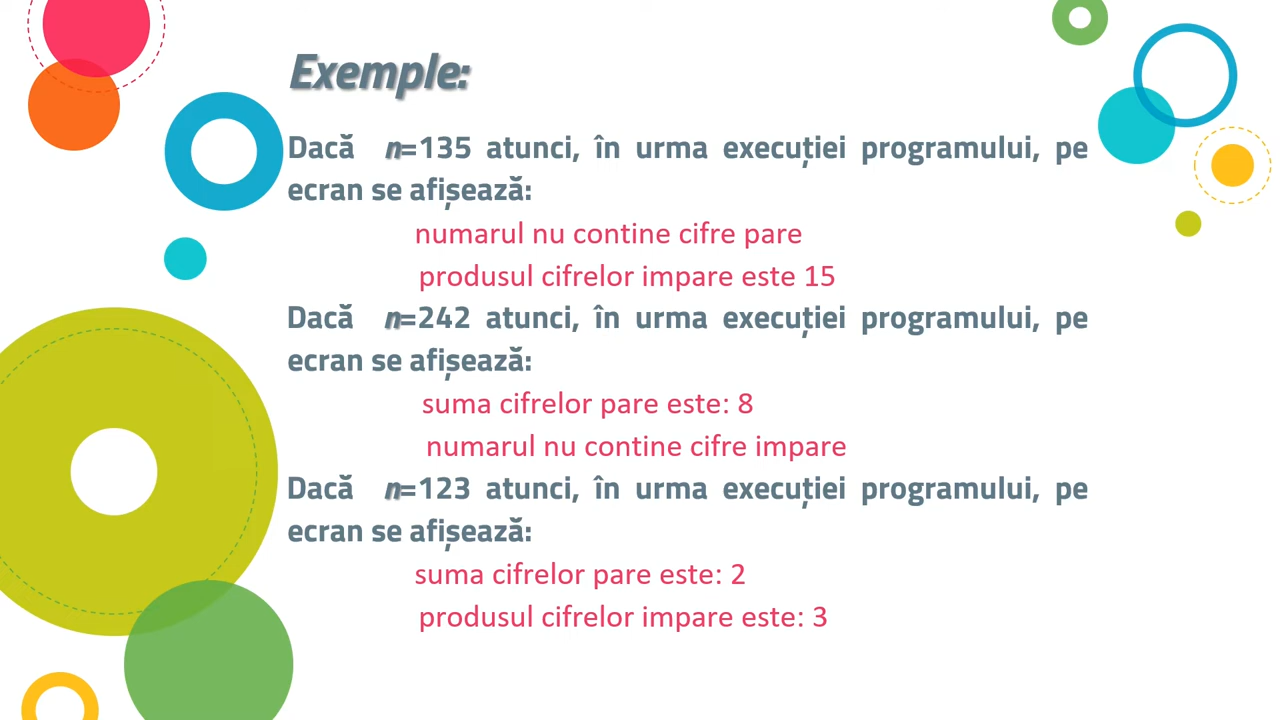 Exemple:
Dacă n=135 atunci, în urma execuției programului, pe
ecran se afișează:
numarul nu contine cifre pare
produsul cifrelor impare este 15
Dacă n=242 atunci, în urma execuției programului, pe
ecran se afișează:
suma cifrelor pare este: 8
numarul nu contine cifre impare
Dacă n=123 atunci, în urma execuției programului, pe
ecran se afișează:
suma cifrelor pare este: 2
produsul cifrelor impare este: 3